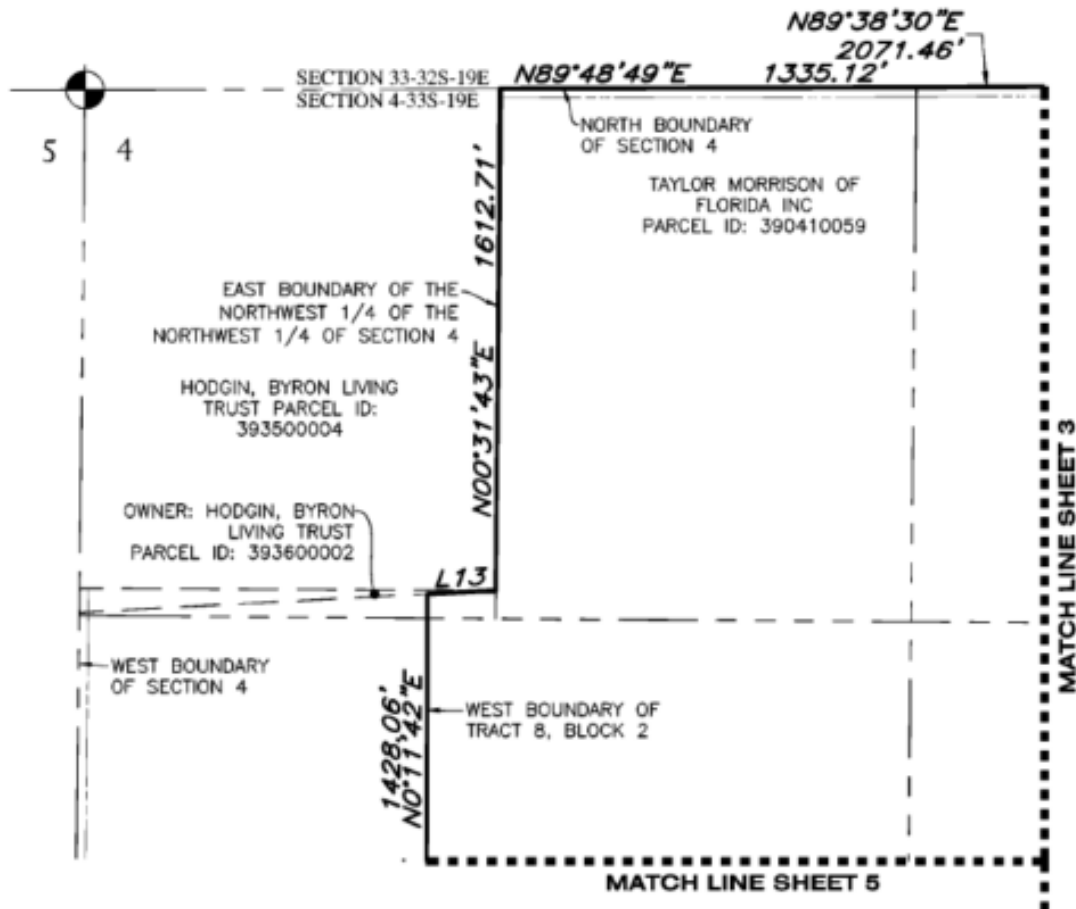 N89°38'30"E
2071.46'
SECTION 33-32S-19E
SECTION 4-33S-19E
N89°48'49"E
1335.12'
5
4
NORTH BOUNDARY
OF SECTION 4
TAYLOR MORRISON OF
FLORIDA INC
PARCEL ID: 390410059
1612.71'
N00°31'43"E
EAST BOUNDARY OF THE
NORTHWEST 1/4 OF THE
NORTHWEST 1/4 OF SECTION 4
HODGIN, BYRON LIVING
TRUST PARCEL ID:
393500004
OWNER: HODGIN, BYRON
LIVING TRUST
PARCEL ID: 393600002
L13
WEST BOUNDARY
OF SECTION 4
1428.06'
N0°11'42"E
WEST BOUNDARY OF
TRACT 8, BLOCK 2
MATCH LINE SHEET 3
MATCH LINE SHEET 5